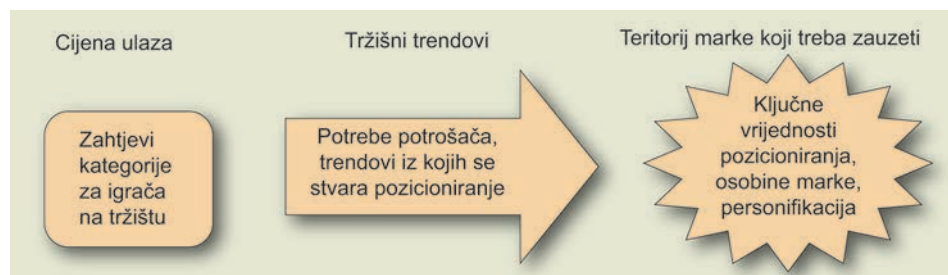 Cijena ulaza
Tržišni trendovi
Teritorij marke koji treba zauzeti
Zahtjevi
kategorije
za igrača
na tržištu
Potrebe potrošača,
trendovi iz kojih se
stvara pozicioniranje
Ključne
vrijednosti
pozicioniranja,
osobine marke,
personifikacija